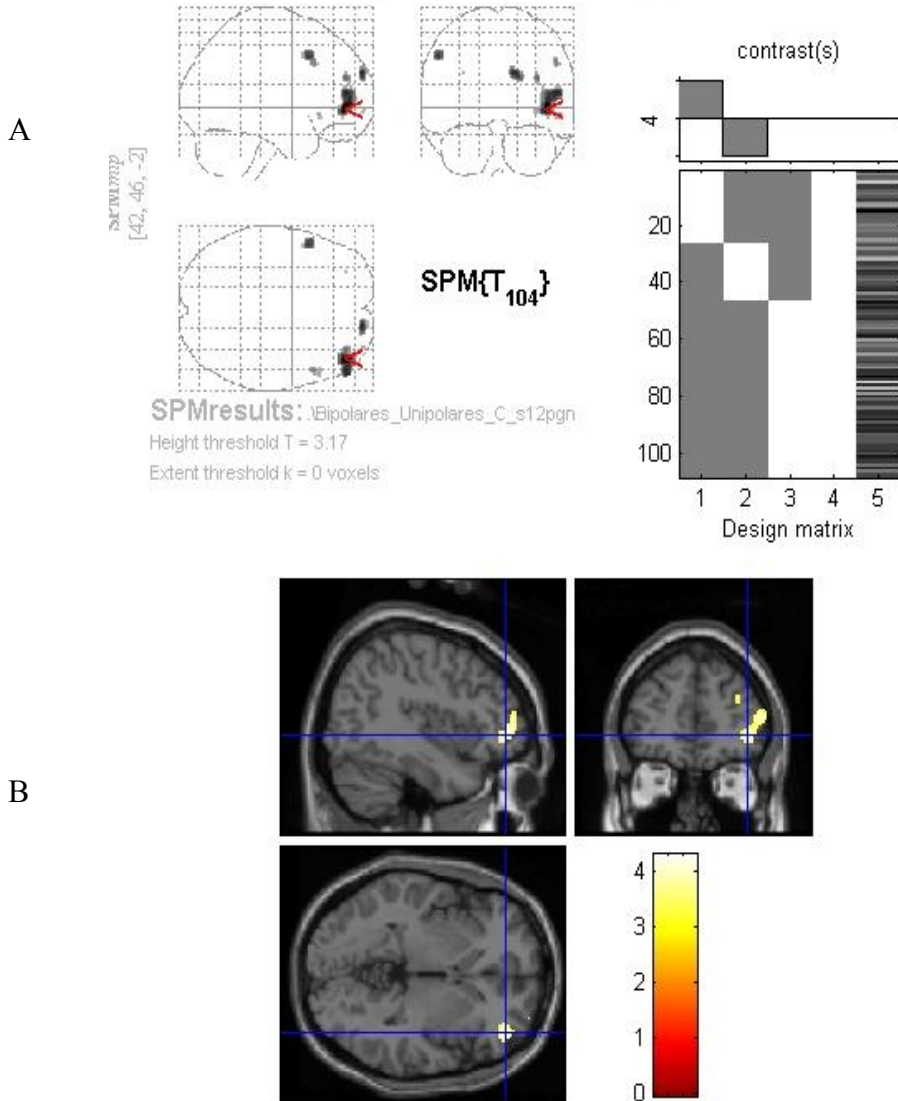 A
contrast(s)
4
SPMmip
[42, 46, -2]
SPM{T104}
SPMresults: .\Bipolares_Unipolares_C_s12pgn
Height threshold T = 3.17
Extent threshold k = 0 voxels
20
40
60
80
100
1 2 3 4 5
Design matrix
B
4
3
2
1
0